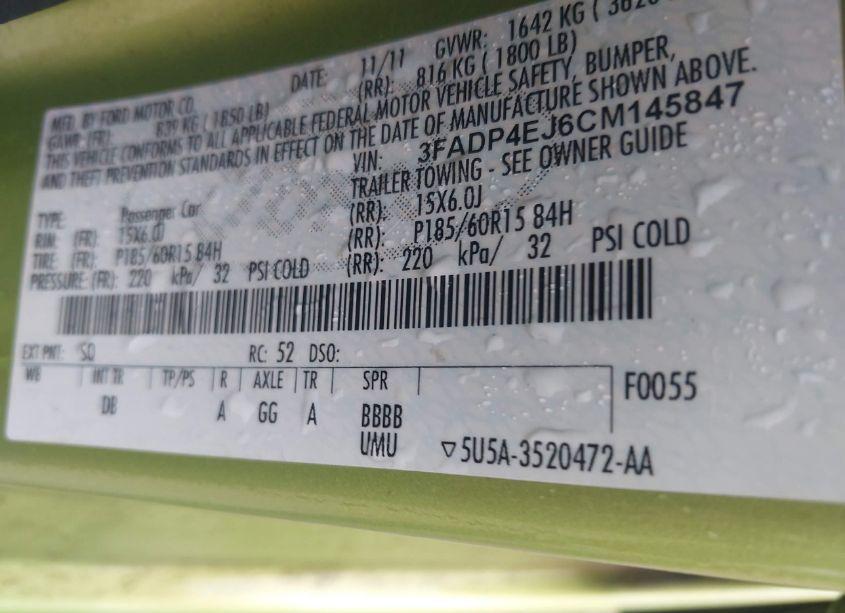 MFD. BY FORD MOTOR CO. DATE: 11/11 GVWR: 1642 KG ( 3620
GAWR (FR): 839 KG ( 1850 LB) (RR): 816 KG ( 1800 LB)
THIS VEHICLE CONFORMS TO ALL APPLICABLE FEDERAL MOTOR VEHICLE SAFETY, BUMPER,
AND THEFT PREVENTION STANDARDS IN EFFECT ON THE DATE OF MANUFACTURE SHOWN ABOVE.
VIN: 3FADP4EJ6CM145847
TRAILER TOWING - SEE OWNER GUIDE
TYPE: Passenger Car
RIM: (FR): 15X6.0J (RR): 15X6.0J
TIRE: (FR): P185/60R15 84H (RR): P185/60R15 84H
PRESSURE: (FR): 220 kPa/ 32 PSI COLD (RR): 220 kPa/ 32 PSI COLD
EXT PNT: SD RC: 52 DSO:
WB INT TR TP/PS R AXLE TR SPR F0055
DB A GG A BBBB
UMU ▽5U5A-3520472-AA